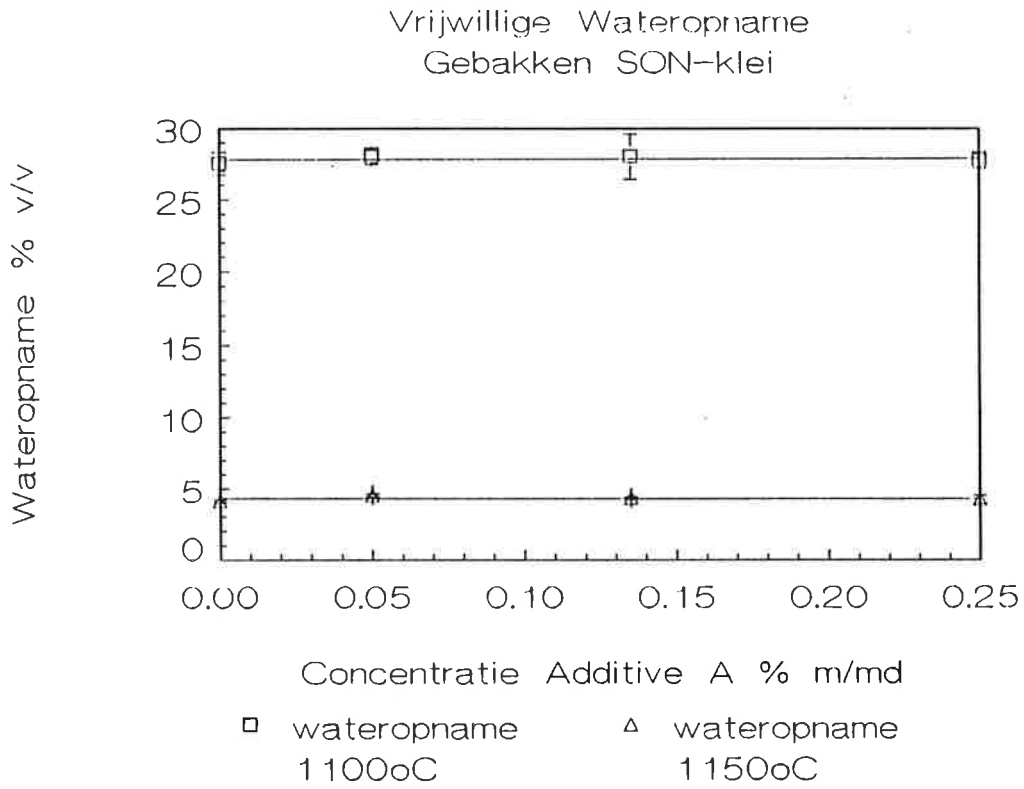 Vrijwillige Wateropname
Gebakken SON-klei
Wateropname % v/v
30
25
20
15
10
5
0
0.00 0.05 0.10 0.15 0.20 0.25
Concentratie Additive A % m/md
wateropname wateropname
1100oC 1150oC